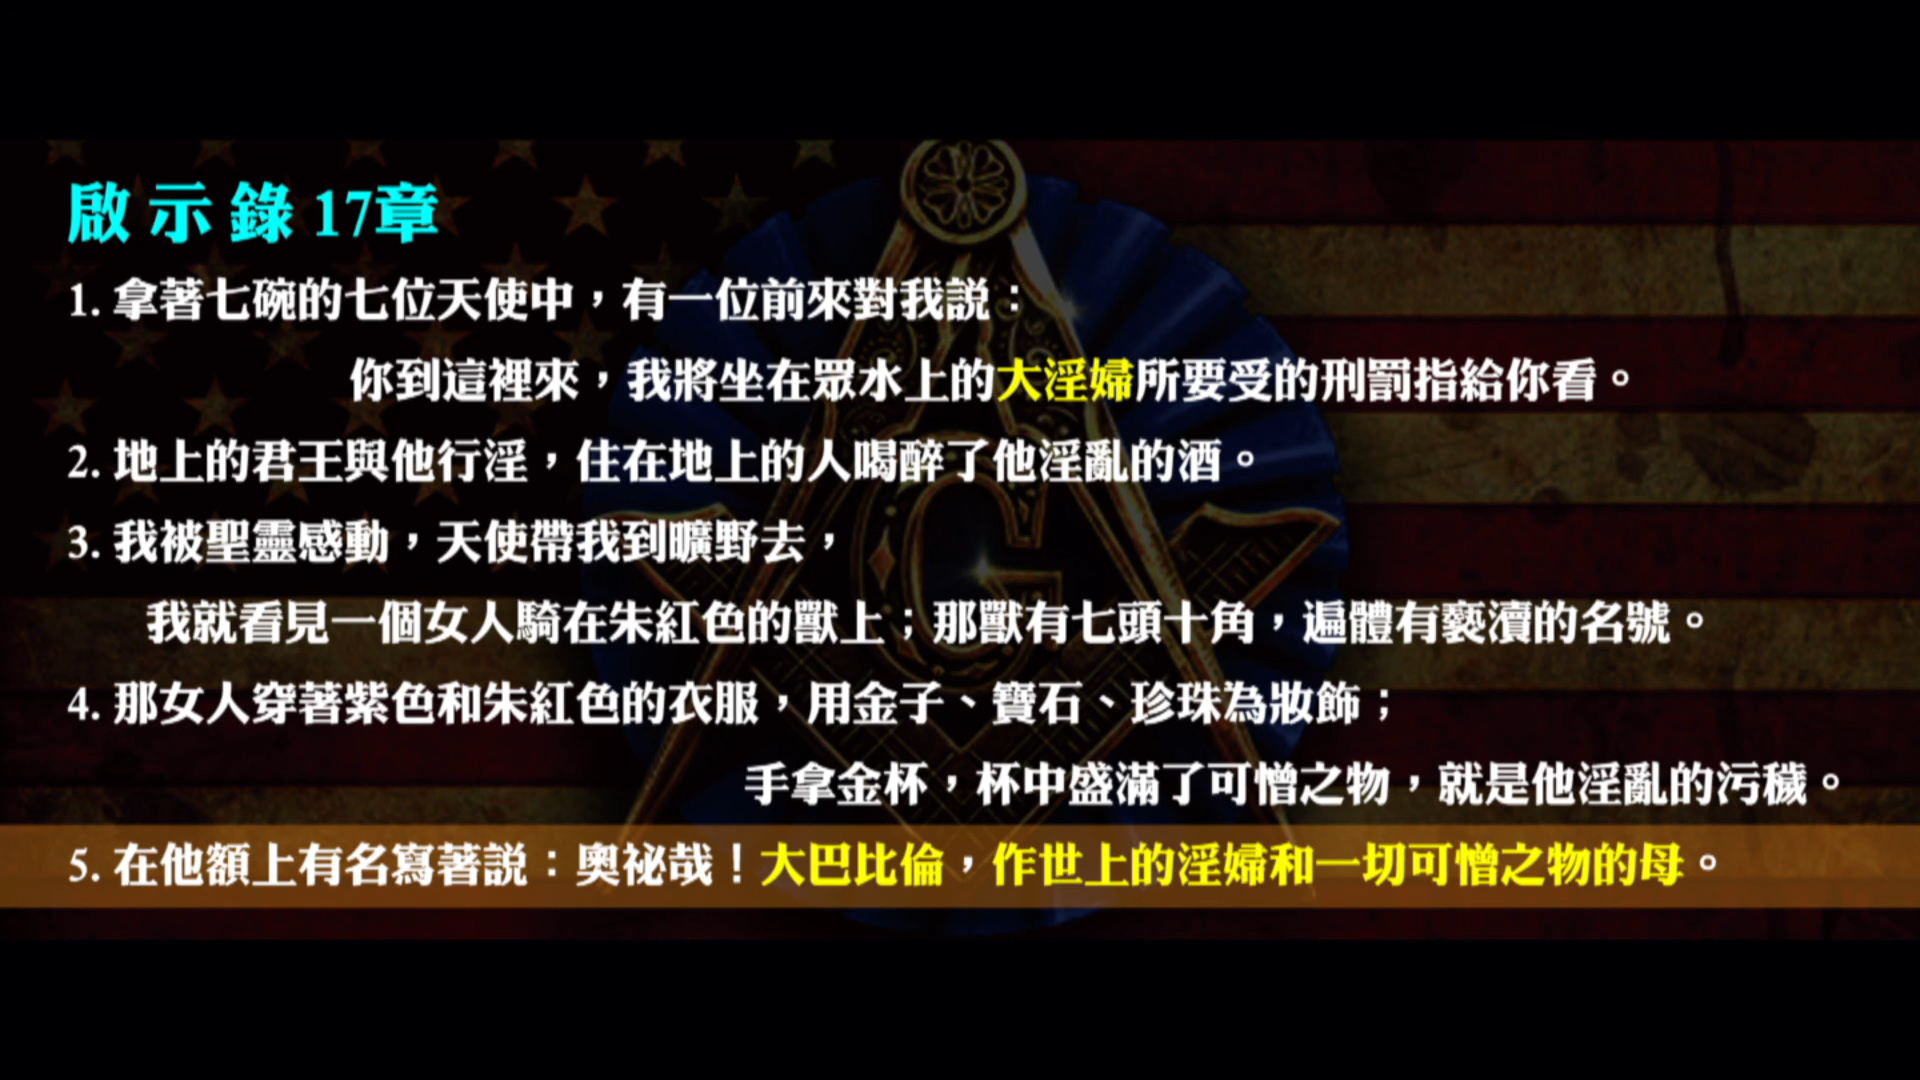 啟示錄 17章
1. 拿著七碗的七位天使中，有一位前來對我説：
你到這裡來，我將坐在眾水上的大淫婦所要受的刑罰指給你看。
2. 地上的君王與他行淫，住在地上的人喝醉了他淫亂的酒。
3. 我被聖靈感動，天使帶我到曠野去，
我就看見一個女人騎在朱紅色的獸上；那獸有七頭十角，遍體有褻瀆的名號。
4. 那女人穿著紫色和朱紅色的衣服，用金子、寶石、珍珠為妝飾；
手拿金杯，杯中盛滿了可憎之物，就是他淫亂的污穢。
5. 在他額上有名寫著説：奧祕哉！大巴比倫，作世上的淫婦和一切可憎之物的母。
G